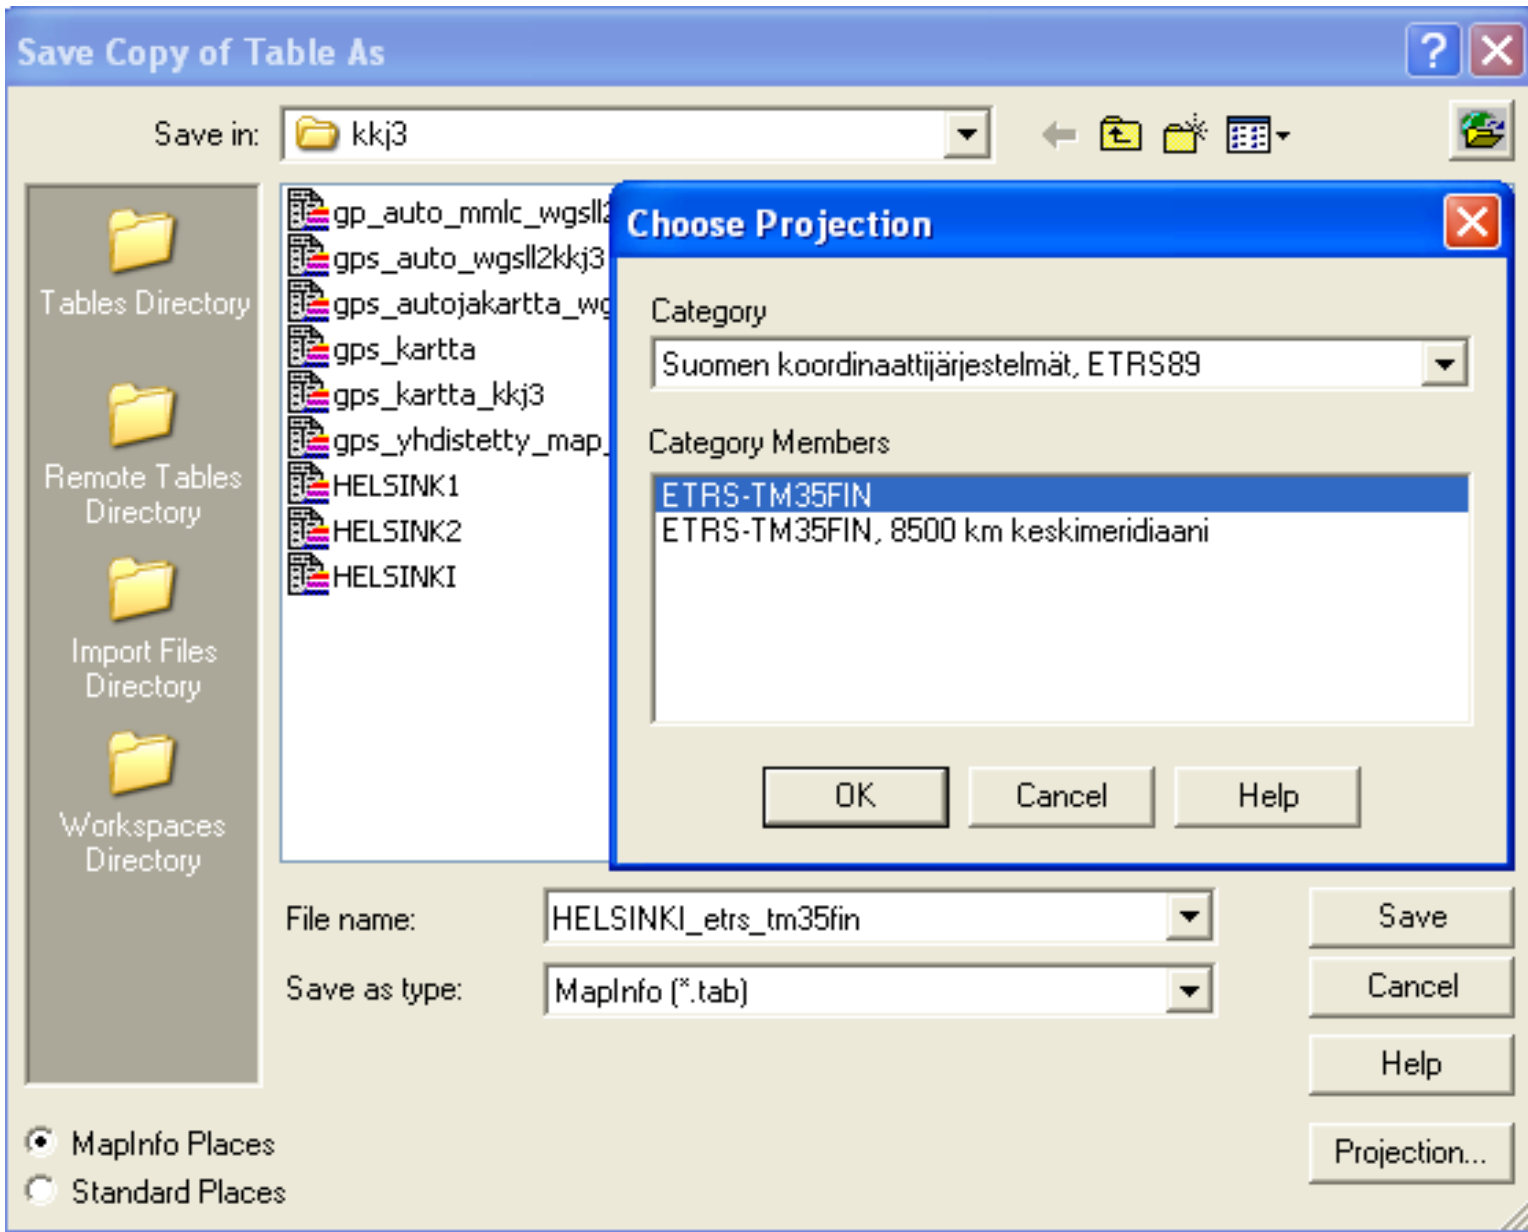 Save Copy of Table As
Save in:
kkj3
Tables Directory
Remote Tables
Directory
Import Files
Directory
Workspaces
Directory
gp_auto_mmlc_wgsll2
gps_auto_wgsll2kkj3
gps_autojakartta_wg
gps_kartta
gps_kartta_kkj3
gps_yhdistetty_map_
HELSINK1
HELSINK2
HELSINKI
Choose Projection
Category
Suomen koordinaattijärjestelmät, ETRS89
Category Members
ETRS-TM35FIN
ETRS-TM35FIN, 8500 km keskimeridiaani
OK
Cancel
Help
File name:
HELSINKI_etrs_tm35fin
Save
Save as type:
MapInfo (*.tab)
Cancel
Help
MapInfo Places
Standard Places
Projection...